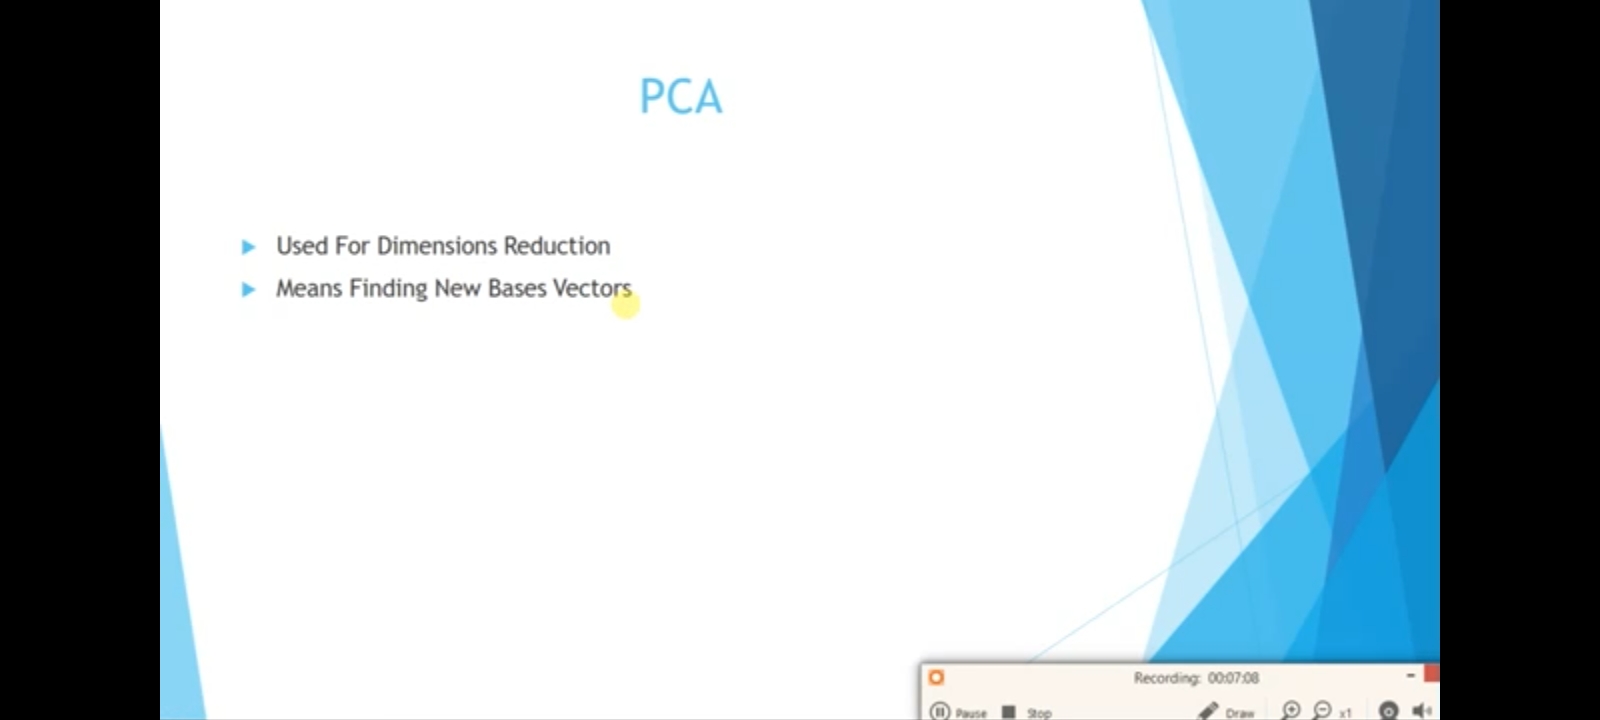 PCA
Used For Dimensions Reduction
Means Finding New Bases Vectors
Recording: 00:07:08
Pause Stop Draw x1